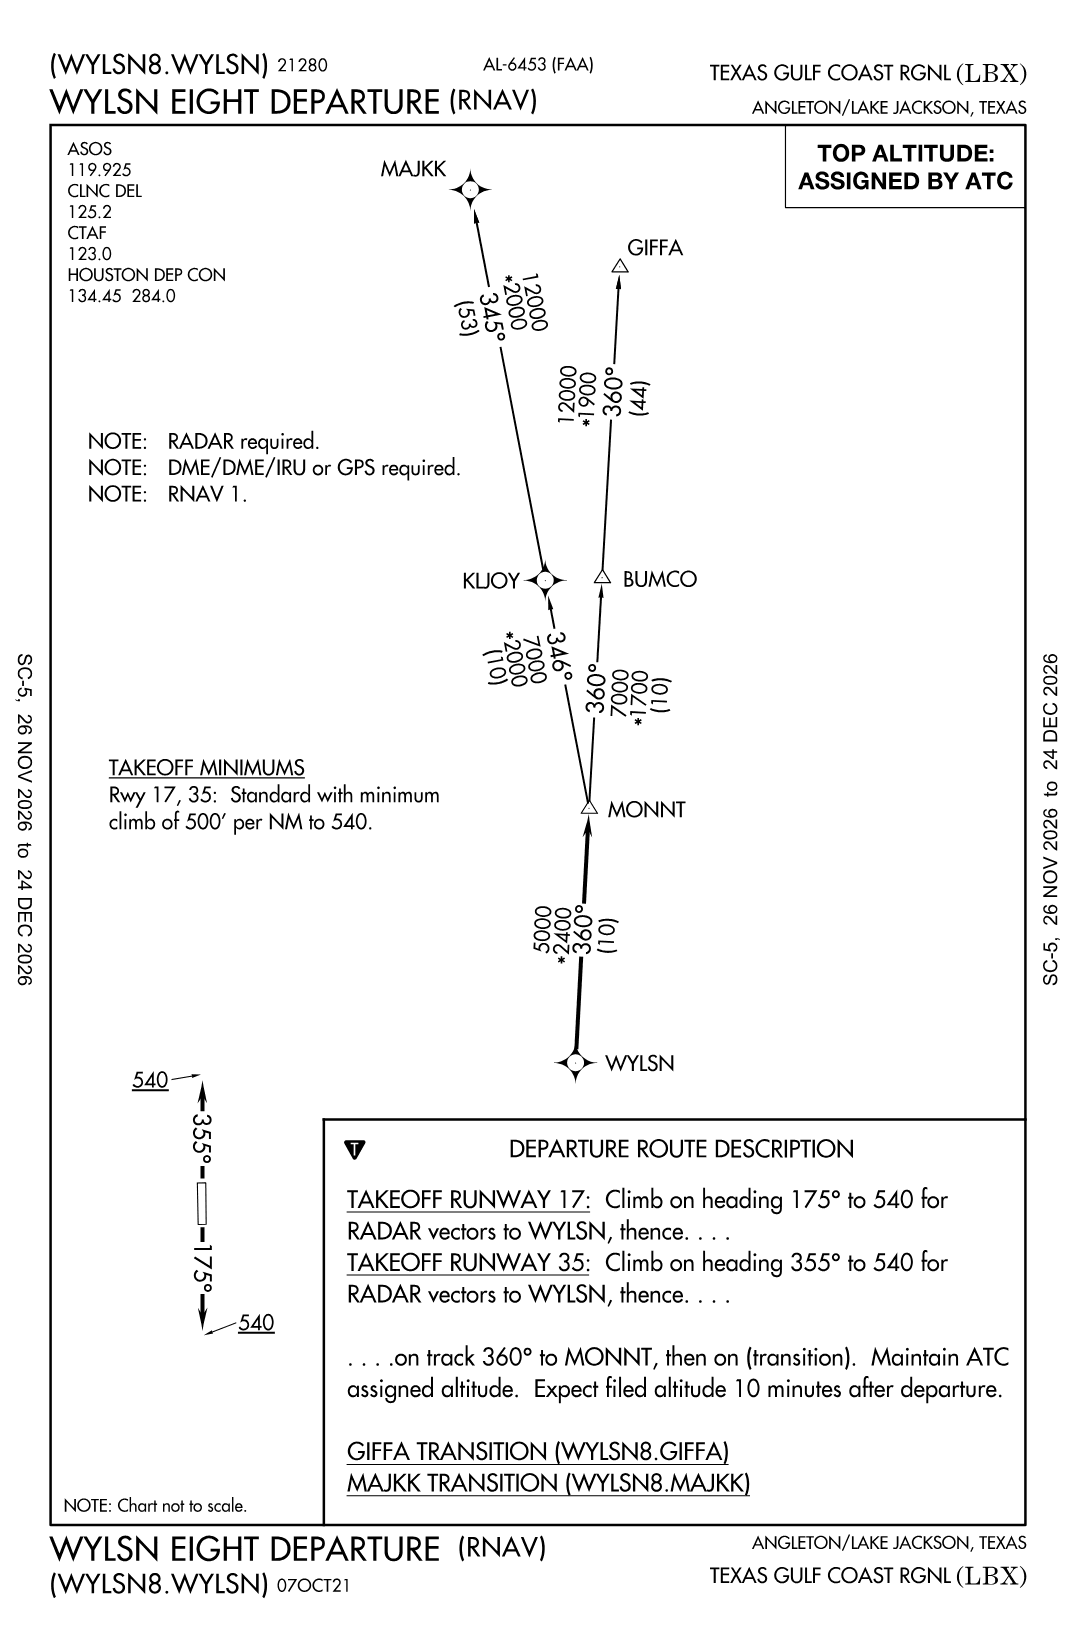 (WYLSN8.WYLSN) 21280
AL-6453 (FAA)
TEXAS GULF COAST RGNL (LBX)
WYLSN EIGHT DEPARTURE (RNAV)
ANGLETON/LAKE JACKSON, TEXAS
ASOS
119.925
CLNC DEL
125.2
CTAF
123.0
HOUSTON DEP CON
134.45 284.0
TOP ALTITUDE:
ASSIGNED BY ATC
MAJKK
GIFFA
12000
*2000
345°
(53)
12000
*1900
360°
(44)
NOTE: RADAR required.
NOTE: DME/DME/IRU or GPS required.
NOTE: RNAV 1.
KLJOY
BUMCO
346°
7000
*2000
(10)
360°
7000
*1700
(10)
SC-5, 26 NOV 2026 to 24 DEC 2026
SC-5, 26 NOV 2026 to 24 DEC 2026
TAKEOFF MINIMUMS
Rwy 17, 35: Standard with minimum
climb of 500' per NM to 540.
MONNT
5000
*2400
360°
(10)
WYLSN
540
355°
175°
540
T
DEPARTURE ROUTE DESCRIPTION
TAKEOFF RUNWAY 17: Climb on heading 175° to 540 for
RADAR vectors to WYLSN, thence. . . .
TAKEOFF RUNWAY 35: Climb on heading 355° to 540 for
RADAR vectors to WYLSN, thence. . . .
. . . .on track 360° to MONNT, then on (transition). Maintain ATC
assigned altitude. Expect filed altitude 10 minutes after departure.
GIFFA TRANSITION (WYLSN8.GIFFA)
MAJKK TRANSITION (WYLSN8.MAJKK)
NOTE: Chart not to scale.
WYLSN EIGHT DEPARTURE (RNAV)
ANGLETON/LAKE JACKSON, TEXAS
(WYLSN8.WYLSN) 07OCT21
TEXAS GULF COAST RGNL (LBX)